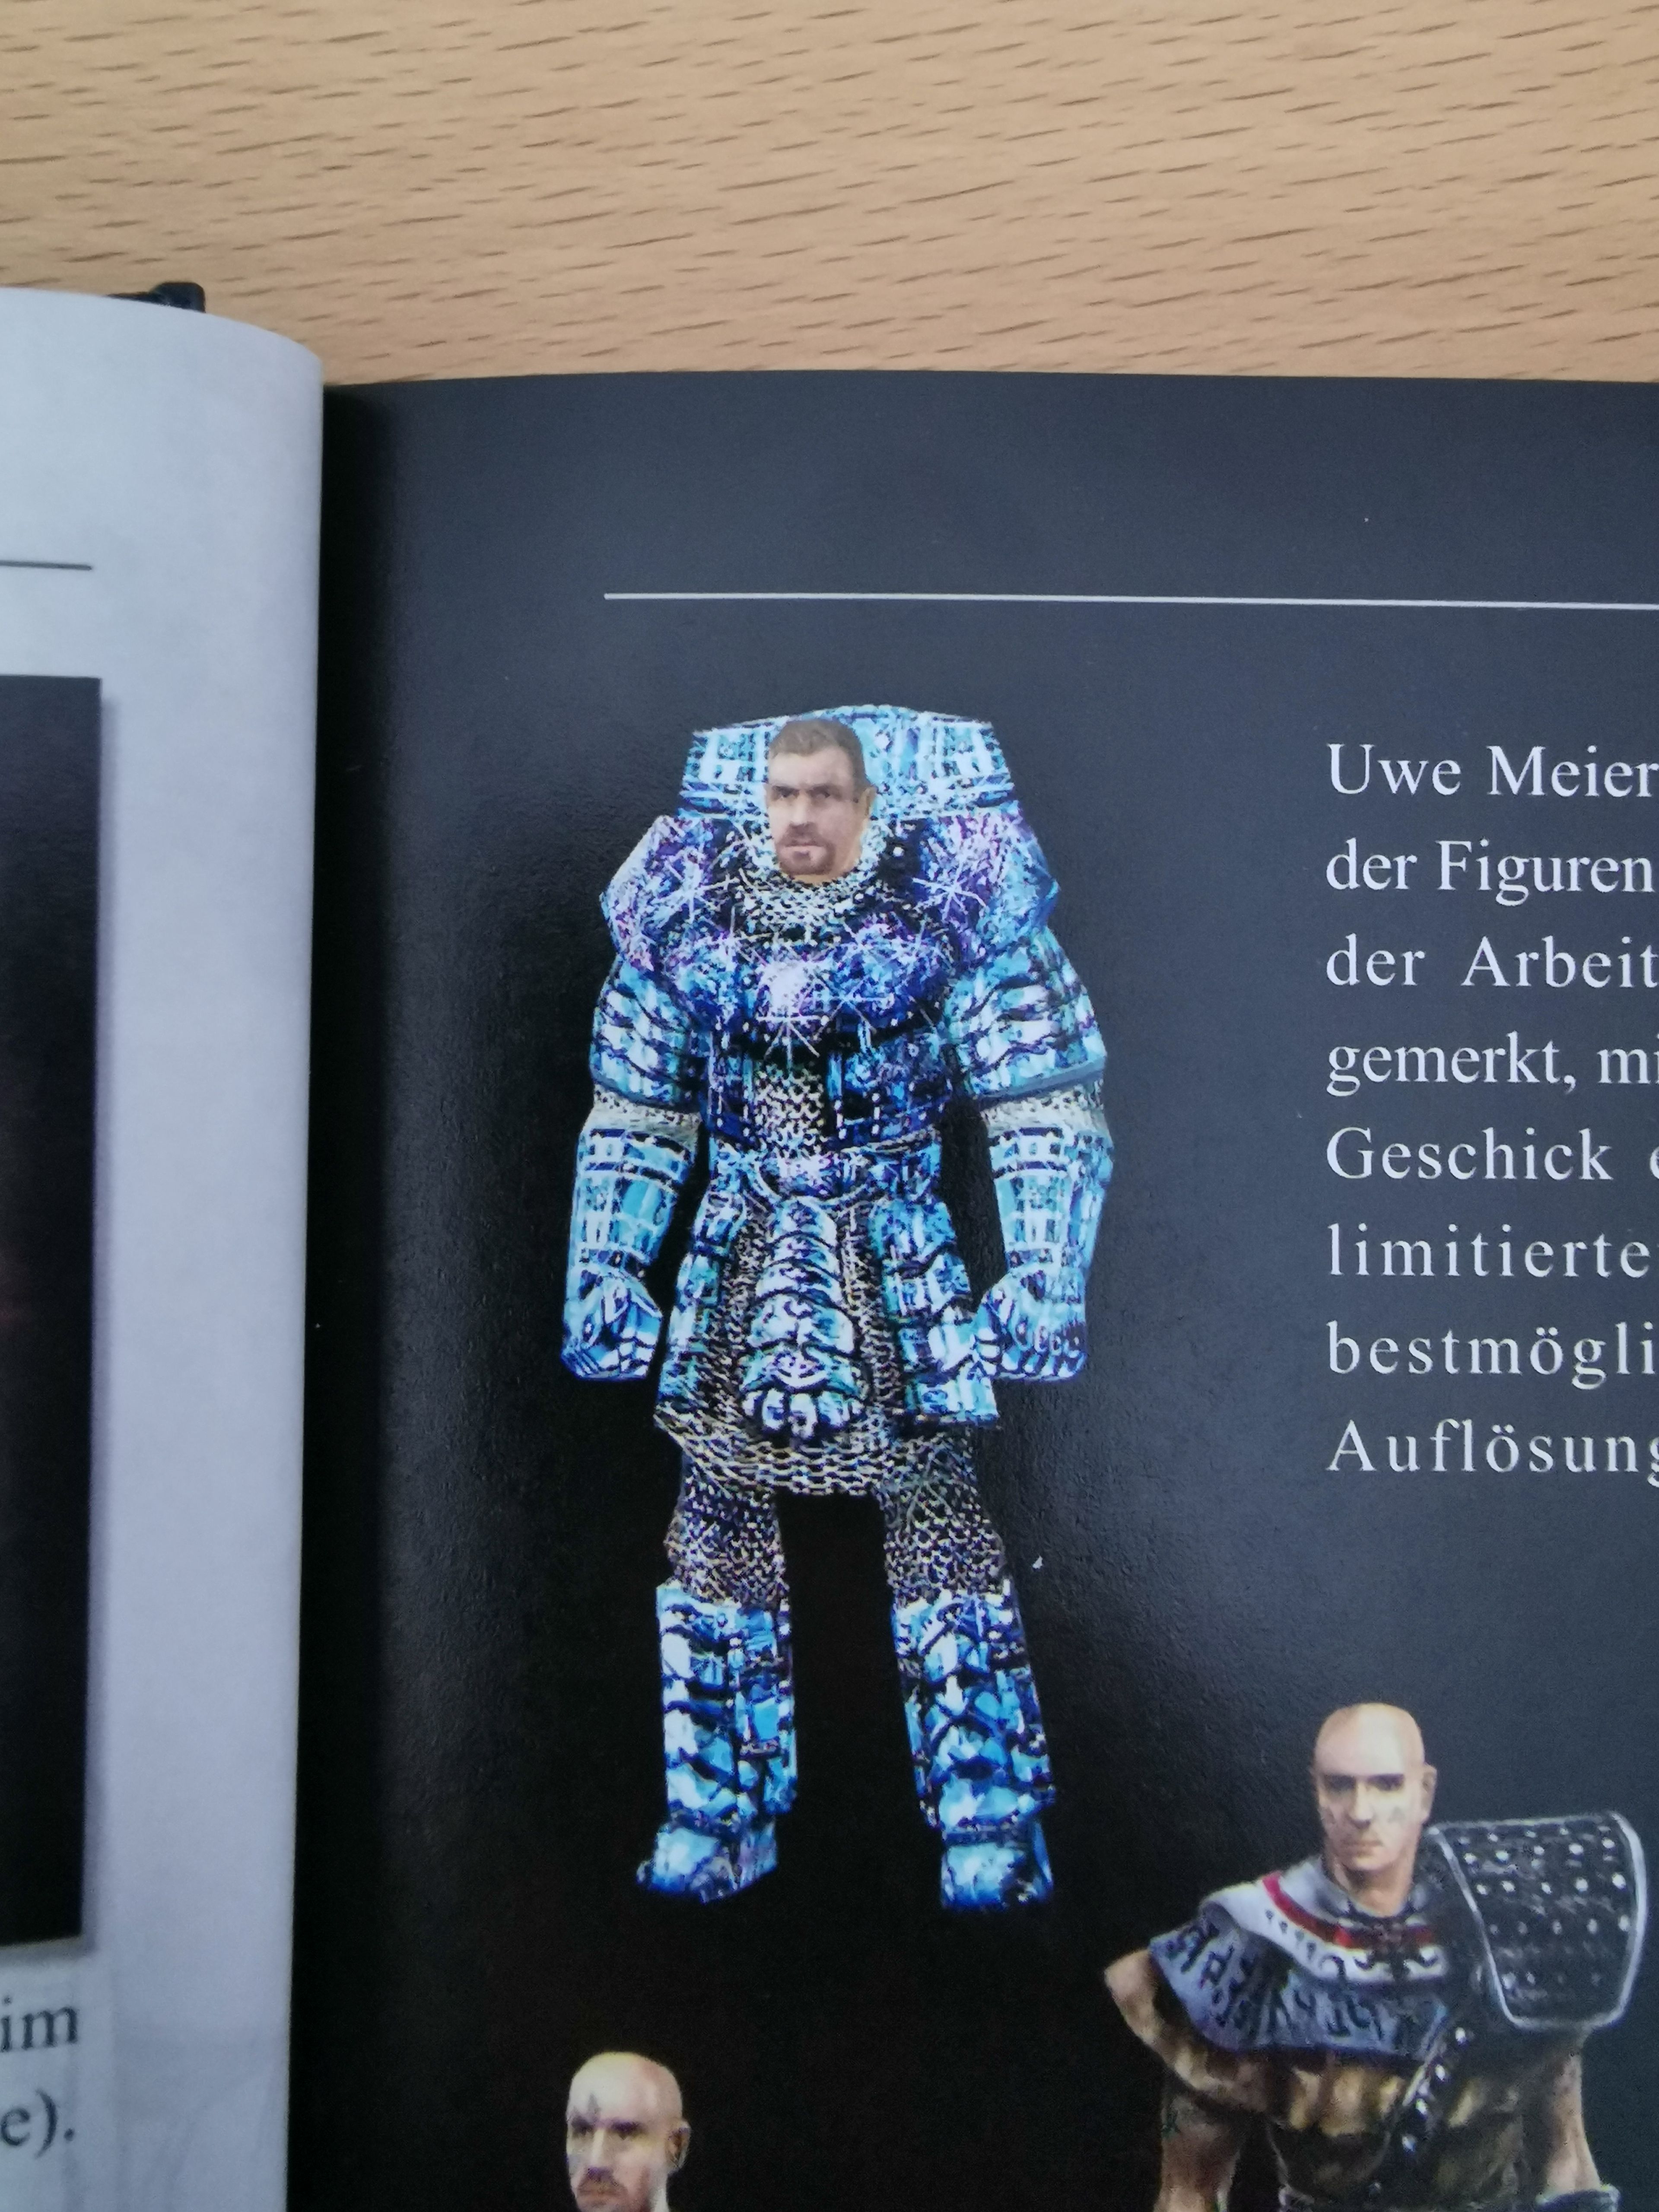 im
e).
Uwe Meier
der Figuren
der Arbeit
gemerkt, mi
Geschick e
limitierte
bestmögli
Auflösung